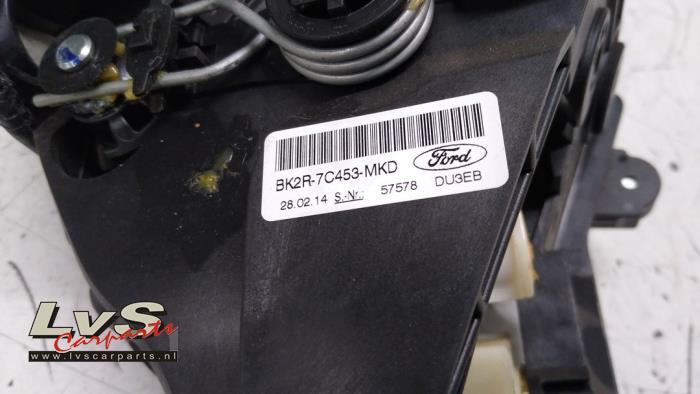 BK2R-7C453-MKD
Ford
28.02.14 S.-Nr.: 57578 DU3EB
LvS
Carparts
www.lvscarparts.nl